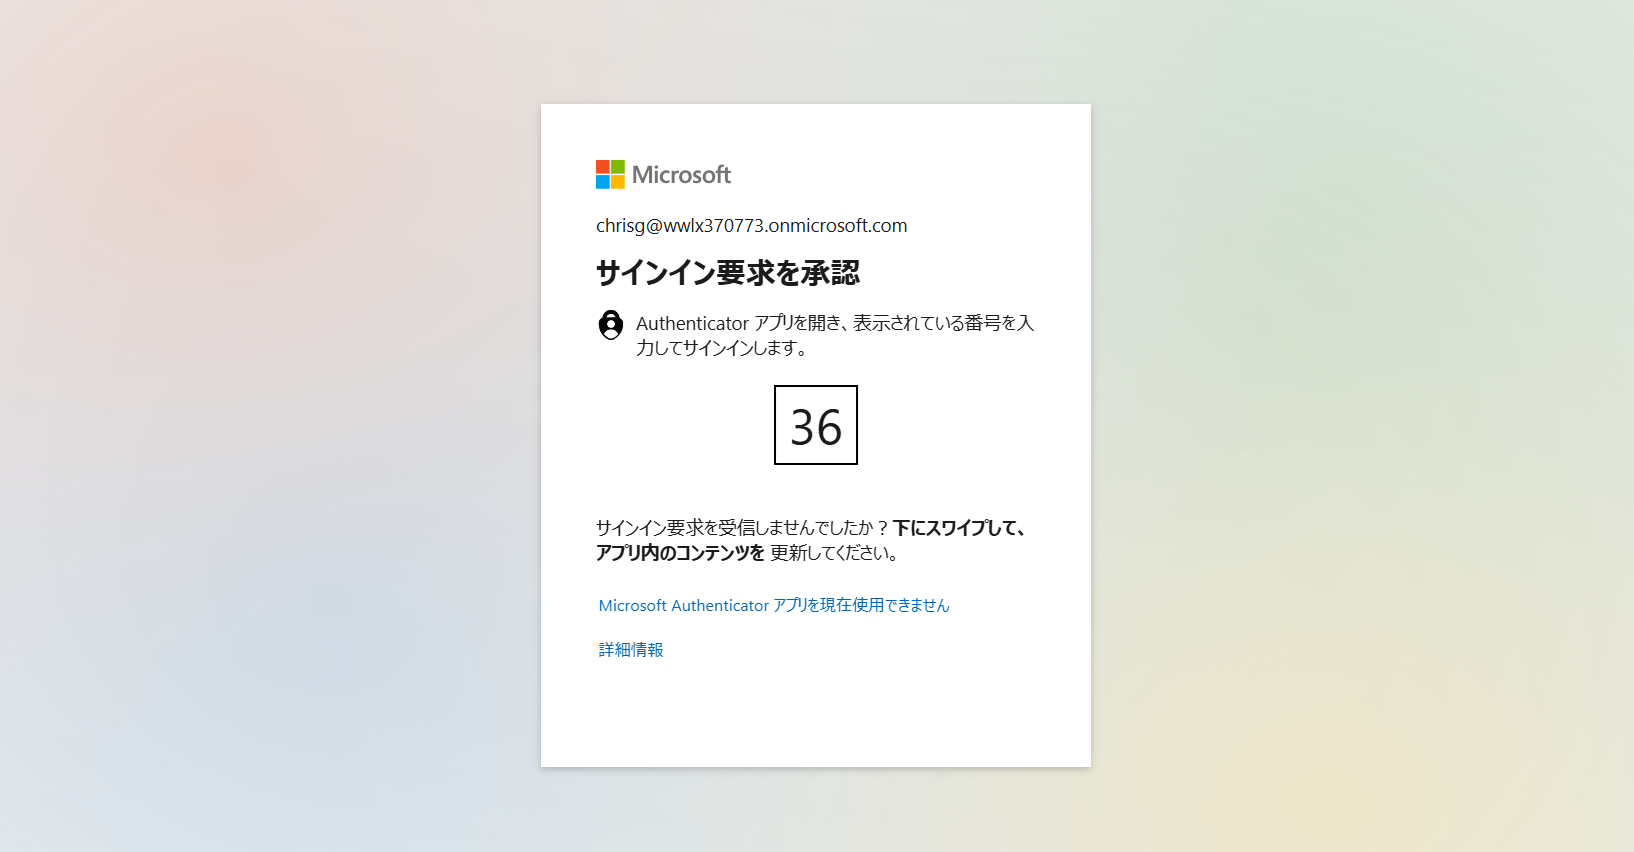 Microsoft
chrisg@wwlx370773.onmicrosoft.com
サインイン要求を承認
Authenticator アプリを開き、表示されている番号を入
力してサインインします。
36
サインイン要求を受信しませんでしたか? 下にスワイプして、
アプリ内のコンテンツを 更新してください。
Microsoft Authenticator アプリを現在使用できません
詳細情報